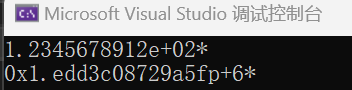 Microsoft Visual Studio 调试控制台
1.2345678912e+02*
0x1.edd3c08729a5fp+6*